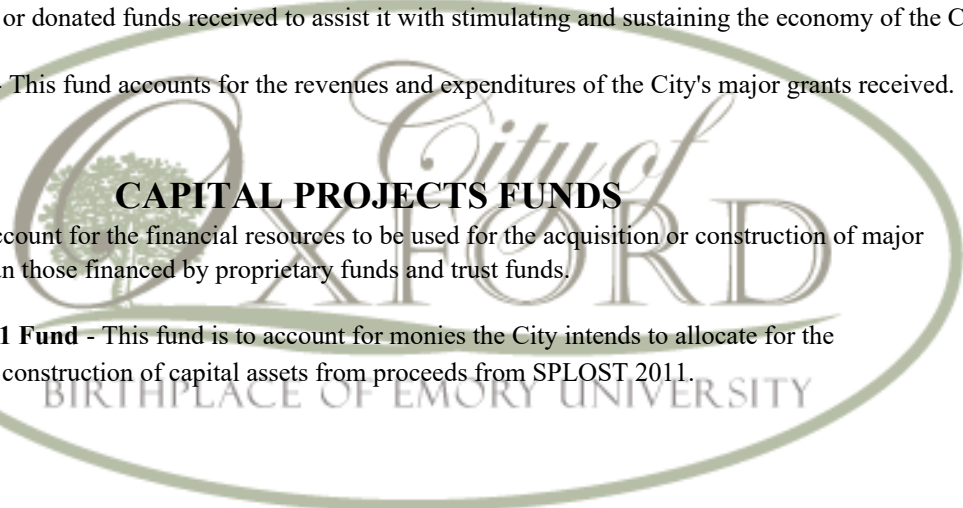 or donated funds received to assist it with stimulating and sustaining the economy of the C
- This fund accounts for the revenues and expenditures of the City's major grants received.
City of
OXFORD
CAPITAL PROJECTS FUNDS
ccount for the financial resources to be used for the acquisition or construction of major
n those financed by proprietary funds and trust funds.
1 Fund - This fund is to account for monies the City intends to allocate for the
construction of capital assets from proceeds from SPLOST 2011.
BIRTHPLACE OF EMORY UNIVERSITY